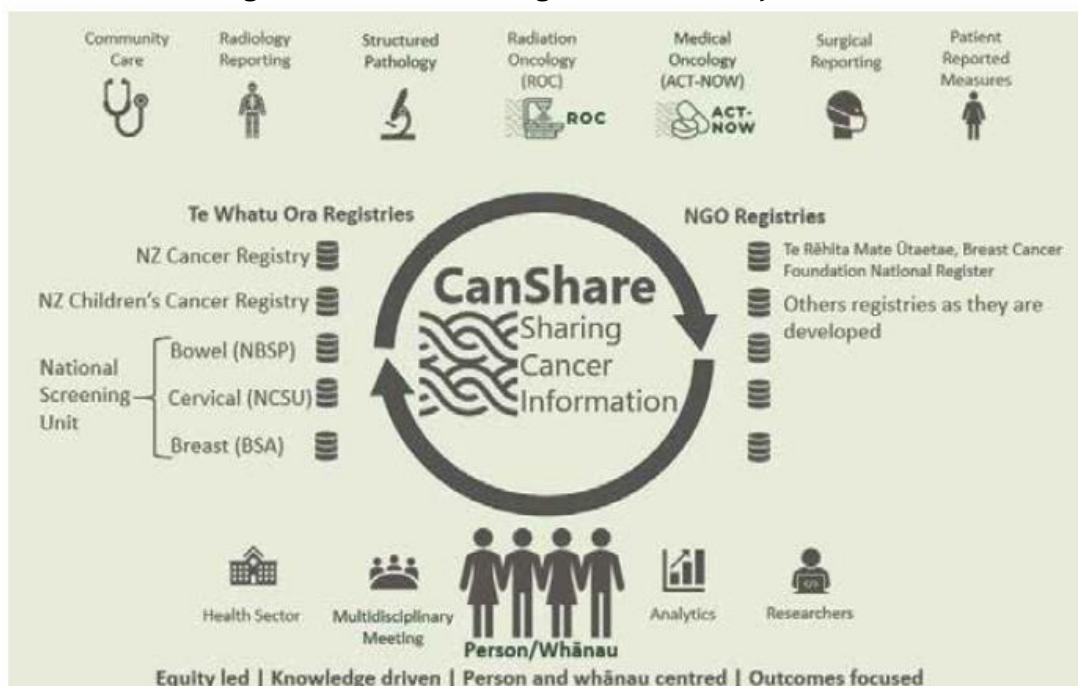 Community
Care
Radiology
Reporting
Structured
Pathology
Radiation
Oncology
(ROC)
ROC
Medical
Oncology
(ACT-NOW)
ACT-
NOW
Surgical
Reporting
Patient
Reported
Measures
Te Whatu Ora Registries
NZ Cancer Registry
NZ Children's Cancer Registry
National
Screening
Unit
Bowel (NBSP)
Cervical (NCSU)
Breast (BSA)
CanShare
Sharing
Cancer
Information
NGO Registries
Te Rēhita Mate Ūtaetae, Breast Cancer
Foundation National Register
Others registries as they are
developed
Health Sector
Multidisciplinary
Meeting
Person/Whānau
Analytics
Researchers
Equity led | Knowledge driven | Person and whānau centred | Outcomes focused